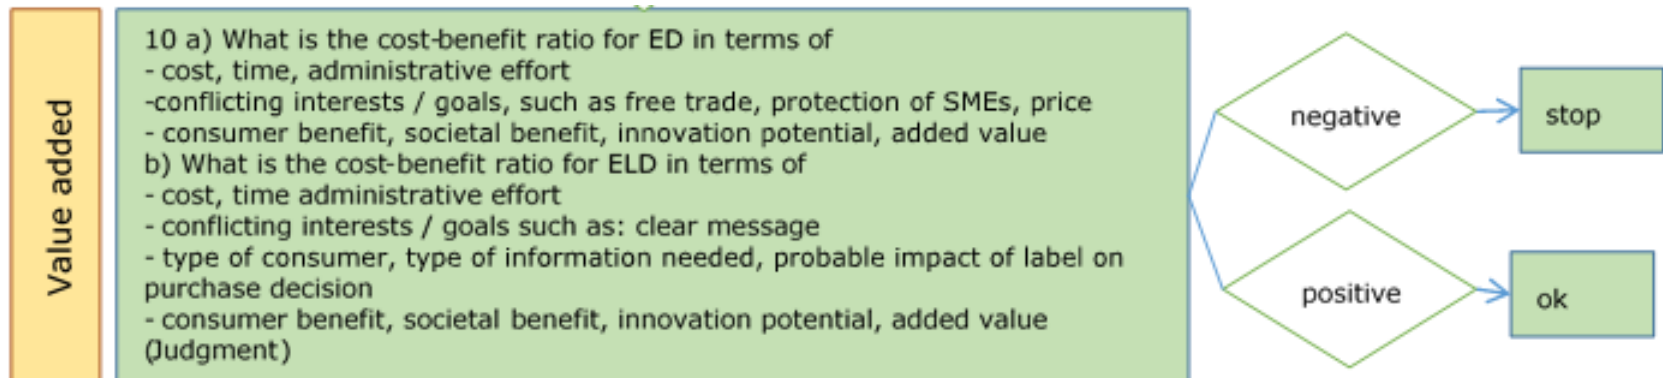 Value added
10 a) What is the cost-benefit ratio for ED in terms of
- cost, time, administrative effort
-conflicting interests / goals, such as free trade, protection of SMEs, price
- consumer benefit, societal benefit, innovation potential, added value
b) What is the cost-benefit ratio for ELD in terms of
- cost, time administrative effort
- conflicting interests / goals such as: clear message
- type of consumer, type of information needed, probable impact of label on
purchase decision
- consumer benefit, societal benefit, innovation potential, added value
(Judgment)
negative
stop
positive
ok